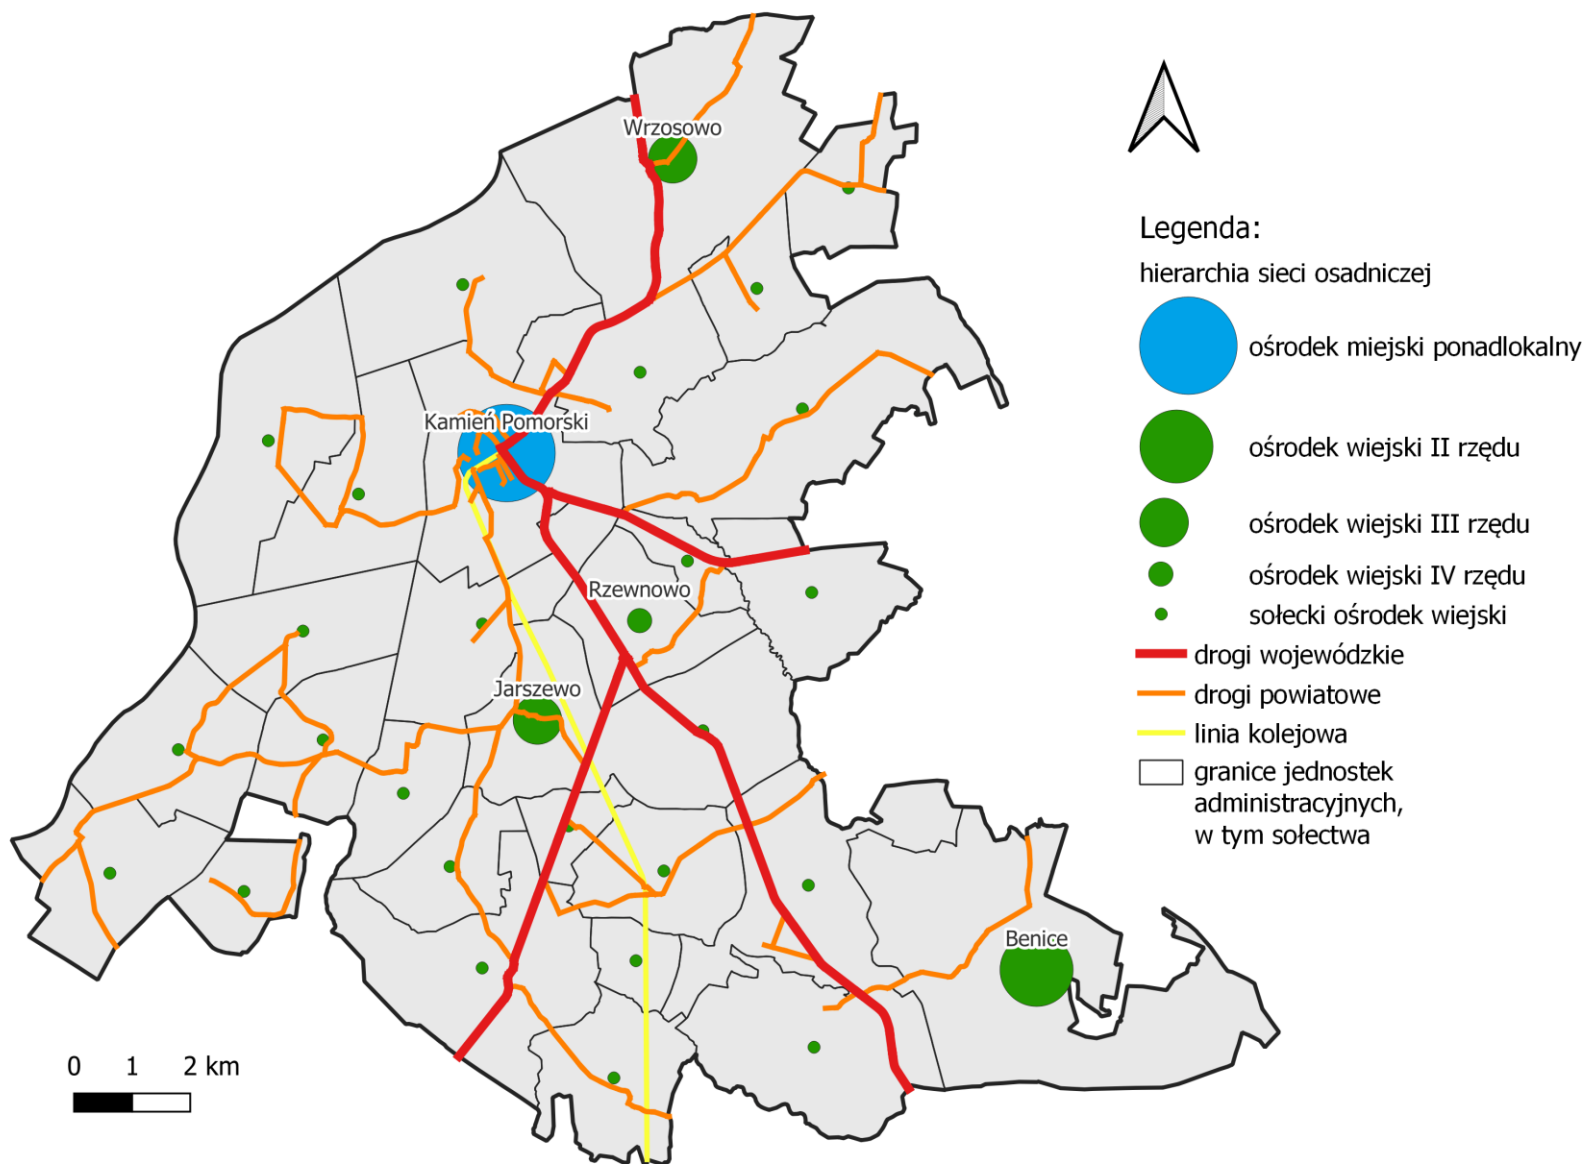 Wrzosowo
Kamień Pomorski
Rzewnowo
Jarszewo
Benice
0 1 2 km
Legenda:
hierarchia sieci osadniczej
ośrodek miejski ponadlokalny
ośrodek wiejski II rzędu
ośrodek wiejski III rzędu
ośrodek wiejski IV rzędu
sołecki ośrodek wiejski
drogi wojewódzkie
drogi powiatowe
linia kolejowa
granice jednostek
administracyjnych,
w tym sołectwa